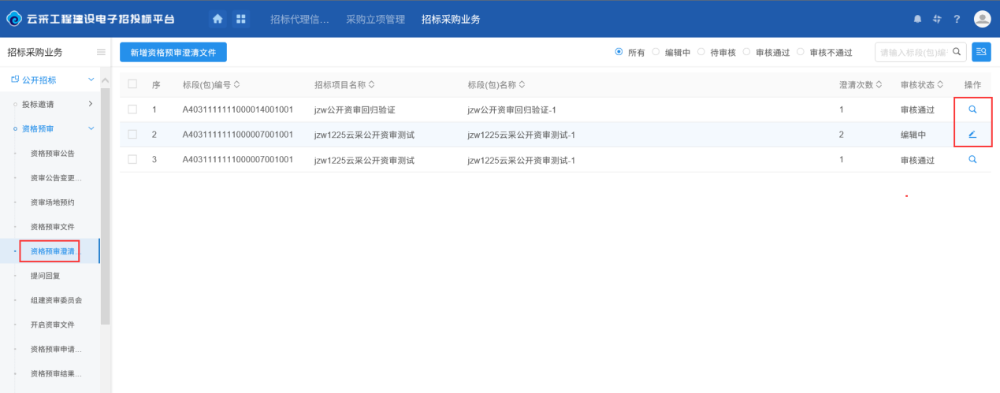 云采工程建设电子招投标平台 招标代理信... 采购立项管理 招标采购业务
招标采购业务
新增资格预审澄清文件 所有 编辑中 待审核 审核通过 审核不通过 请输入标段(包)编
公开招标
投标邀请
资格预审
资格预审公告
资审公告变更...
资审场地预约
资格预审文件
资格预审澄清...
提问回复
组建资审委员会
开启资审文件
资格预审申请...
资格预审结果...
序 标段(包)编号 招标项目名称 标段(包)名称 澄清次数 审核状态 操作
1 A4031111111000014001001 jzw公开资审回归验证 jzw公开资审回归验证-1 1 审核通过
2 A4031111111000007001001 jzw1225云采公开资审测试 jzw1225云采公开资审测试-1 2 编辑中
3 A4031111111000007001001 jzw1225云采公开资审测试 jzw1225云采公开资审测试-1 1 审核通过